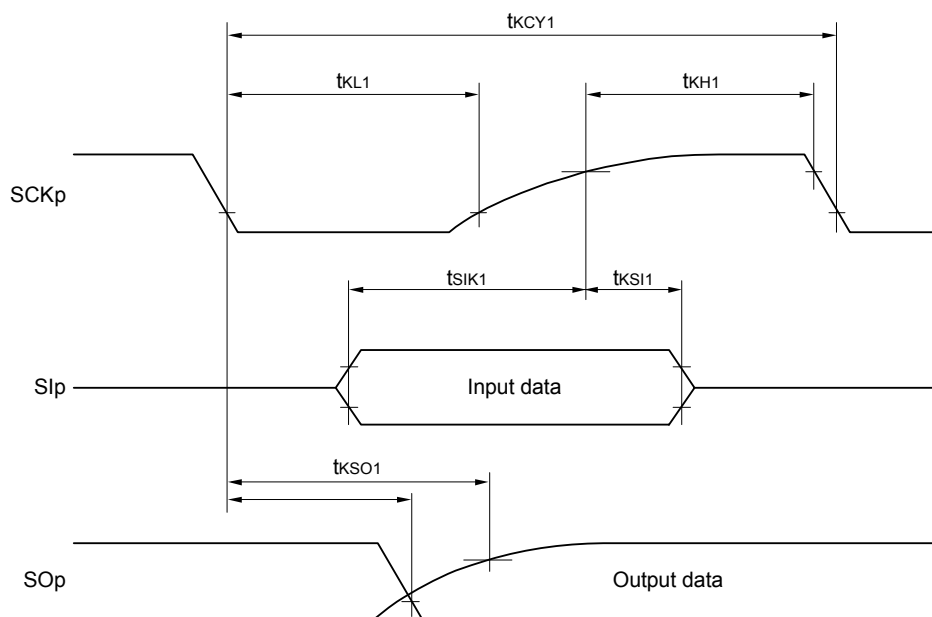 tKCY1
tKL1
tKH1
SCKp
tSIK1
tKSI1
SIp
Input data
tKSO1
SOp
Output data